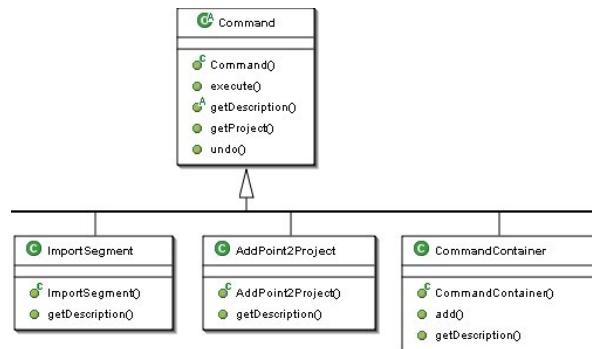 Command
Command()
execute()
getDescription()
getProject()
undo()
ImportSegment
ImportSegment()
getDescription()
AddPoint2Project
AddPoint2Project()
getDescription()
CommandContainer
CommandContainer()
add()
getDescription()